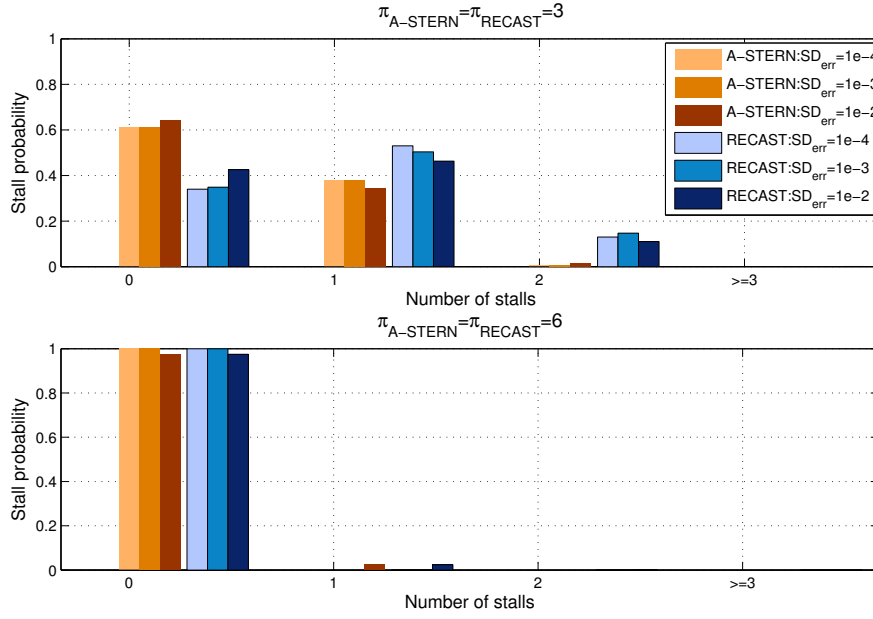 π_A−STERN=π_RECAST=3
Stall probability
1
0.8
0.6
0.4
0.2
0
A−STERN:SD_err=1e−4
A−STERN:SD_err=1e−3
A−STERN:SD_err=1e−2
RECAST:SD_err=1e−4
RECAST:SD_err=1e−3
RECAST:SD_err=1e−2
0 1 2 >=3
Number of stalls
π_A−STERN=π_RECAST=6
Stall probability
1
0.8
0.6
0.4
0.2
0
0 1 2 >=3
Number of stalls